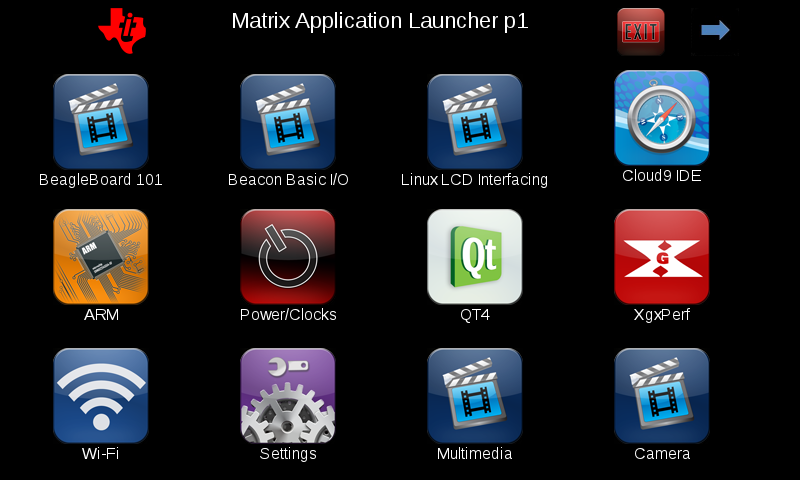 Matrix Application Launcher p1
EXIT
BeagleBoard 101
Beacon Basic I/O
Linux LCD Interfacing
Cloud9 IDE
ARM
ARM
Power/Clocks
Qt
QT4
G
XgxPerf
Wi-Fi
Settings
Multimedia
Camera